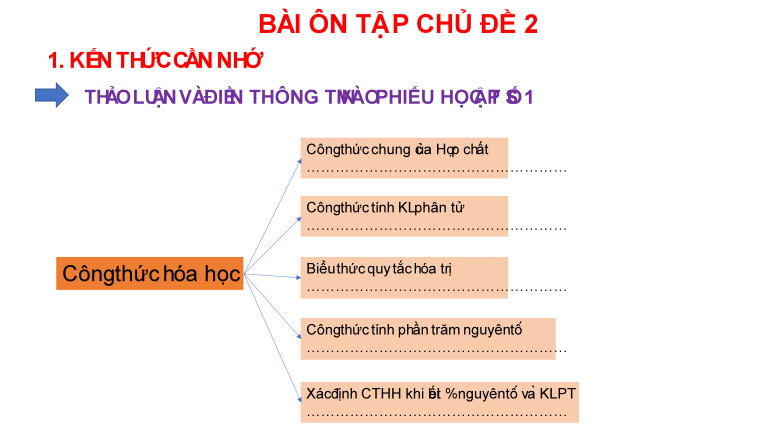 BÀI ÔN TẬP CHỦ ĐỀ 2
1. KIẾN THỨC CẦN NHỚ
THẢO LUẬN VÀ ĐIỀN THÔNG TIN VÀO PHIẾU HỌC TẬP SỐ 1
Công thức chung của Hợp chất
……………………………………………
Công thức tính KL phân tử
……………………………………………
Biểu thức quy tắc hóa trị
……………………………………………
Công thức hóa học
Công thức tính phần trăm nguyên tố
……………………………………………
Xác định CTHH khi biết % nguyên tố và KLPT
……………………………………………